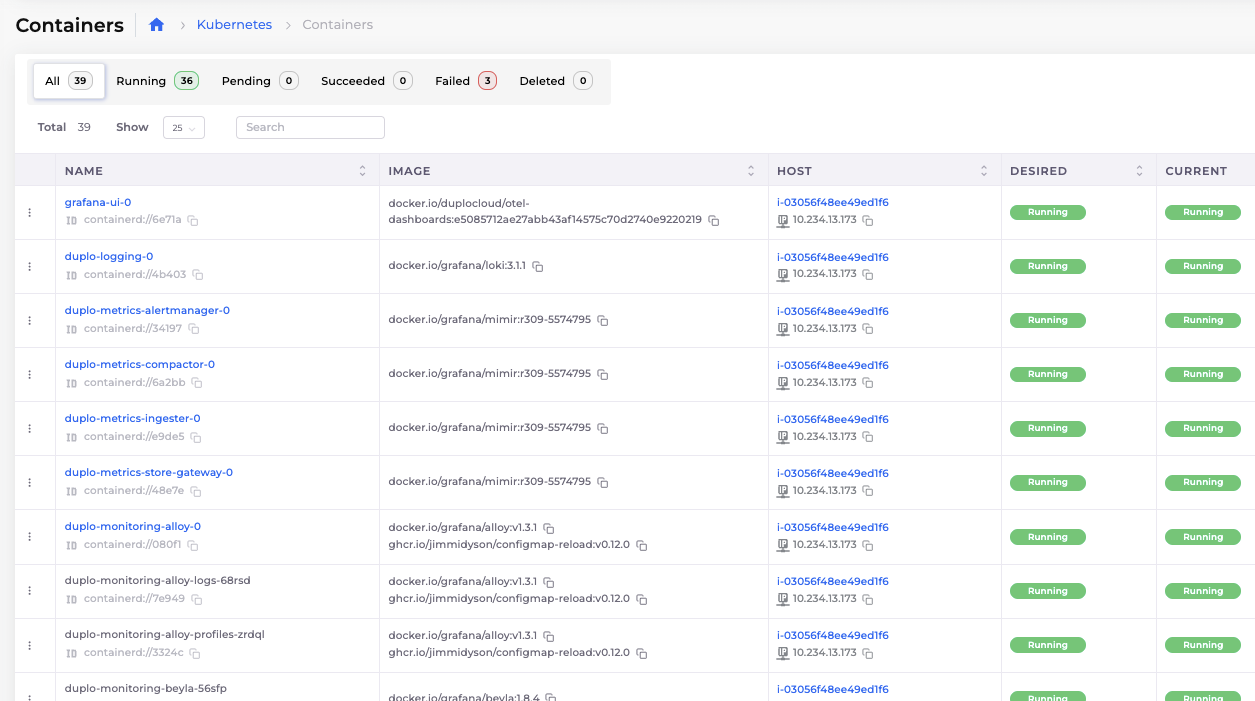 Containers
Kubernetes
Containers
All 39
Running 36
Pending 0
Succeeded 0
Failed 3
Deleted 0
Total 39
Show 25
Search
NAME
IMAGE
HOST
DESIRED
CURRENT
grafana-ui-0
ID containerd://6e71a
docker.io/duplocloud/otel-
dashboards:e5085712ae27abb43af14575c70d2740e9220219
i-03056f48ee49ed1f6
10.234.13.173
Running
Running
duplo-logging-0
ID containerd://4b403
docker.io/grafana/loki:3.1.1
i-03056f48ee49ed1f6
10.234.13.173
Running
Running
duplo-metrics-alertmanager-0
ID containerd://34197
docker.io/grafana/mimir:r309-5574795
i-03056f48ee49ed1f6
10.234.13.173
Running
Running
duplo-metrics-compactor-0
ID containerd://6a2bb
docker.io/grafana/mimir:r309-5574795
i-03056f48ee49ed1f6
10.234.13.173
Running
Running
duplo-metrics-ingester-0
ID containerd://e9de5
docker.io/grafana/mimir:r309-5574795
i-03056f48ee49ed1f6
10.234.13.173
Running
Running
duplo-metrics-store-gateway-0
ID containerd://48e7e
docker.io/grafana/mimir:r309-5574795
i-03056f48ee49ed1f6
10.234.13.173
Running
Running
duplo-monitoring-alloy-0
ID containerd://080f1
docker.io/grafana/alloy:v1.3.1
ghcr.io/jimmidyson/configmap-reload:v0.12.0
i-03056f48ee49ed1f6
10.234.13.173
Running
Running
duplo-monitoring-alloy-logs-68rsd
ID containerd://7e949
docker.io/grafana/alloy:v1.3.1
ghcr.io/jimmidyson/configmap-reload:v0.12.0
i-03056f48ee49ed1f6
10.234.13.173
Running
Running
duplo-monitoring-alloy-profiles-zrdql
ID containerd://3324c
docker.io/grafana/alloy:v1.3.1
ghcr.io/jimmidyson/configmap-reload:v0.12.0
i-03056f48ee49ed1f6
10.234.13.173
Running
Running
duplo-monitoring-beyla-56sfp
docker.io/grafana/beyla:1.8.4
i-03056f48ee49ed1f6
Running
Running